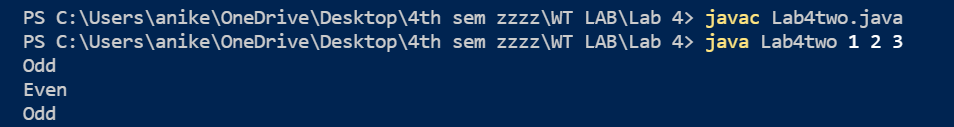 PS C:\Users\anike\OneDrive\Desktop\4th sem zzzz\WT LAB\Lab 4> javac Lab4two.java
PS C:\Users\anike\OneDrive\Desktop\4th sem zzzz\WT LAB\Lab 4> java Lab4two 1 2 3
Odd
Even
Odd